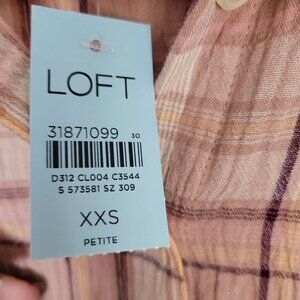 LOFT
31871099 30
D312 CL004 C3544
S 573581 SZ 309
XXS
PETITE